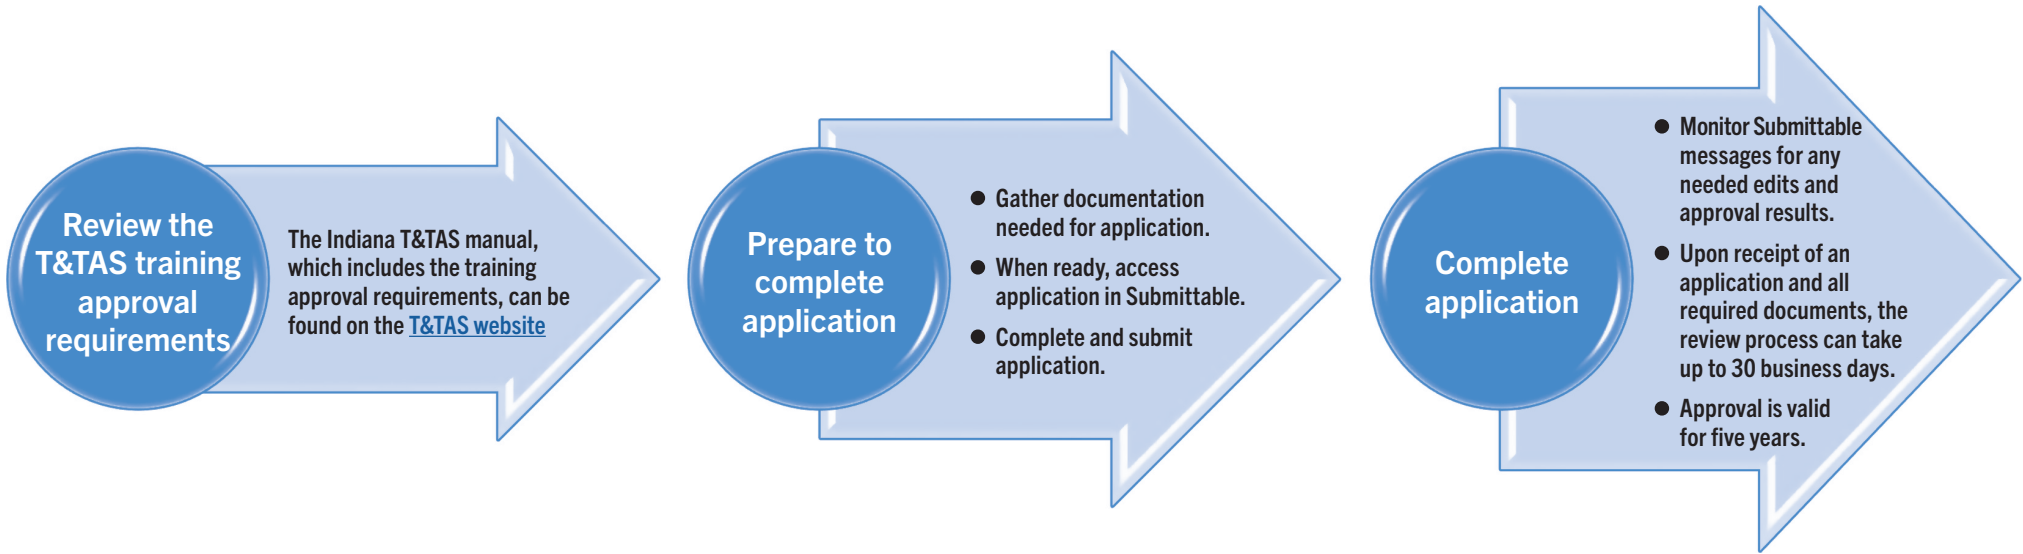 Review the
T&TAS training
approval
requirements
The Indiana T&TAS manual,
which includes the training
approval requirements, can be
found on the T&TAS website
Prepare to
complete
application
● Gather documentation
needed for application.
● When ready, access
application in Submittable.
● Complete and submit
application.
Complete
application
● Monitor Submittable
messages for any
needed edits and
approval results.
● Upon receipt of an
application and all
required documents, the
review process can take
up to 30 business days.
● Approval is valid
for five years.